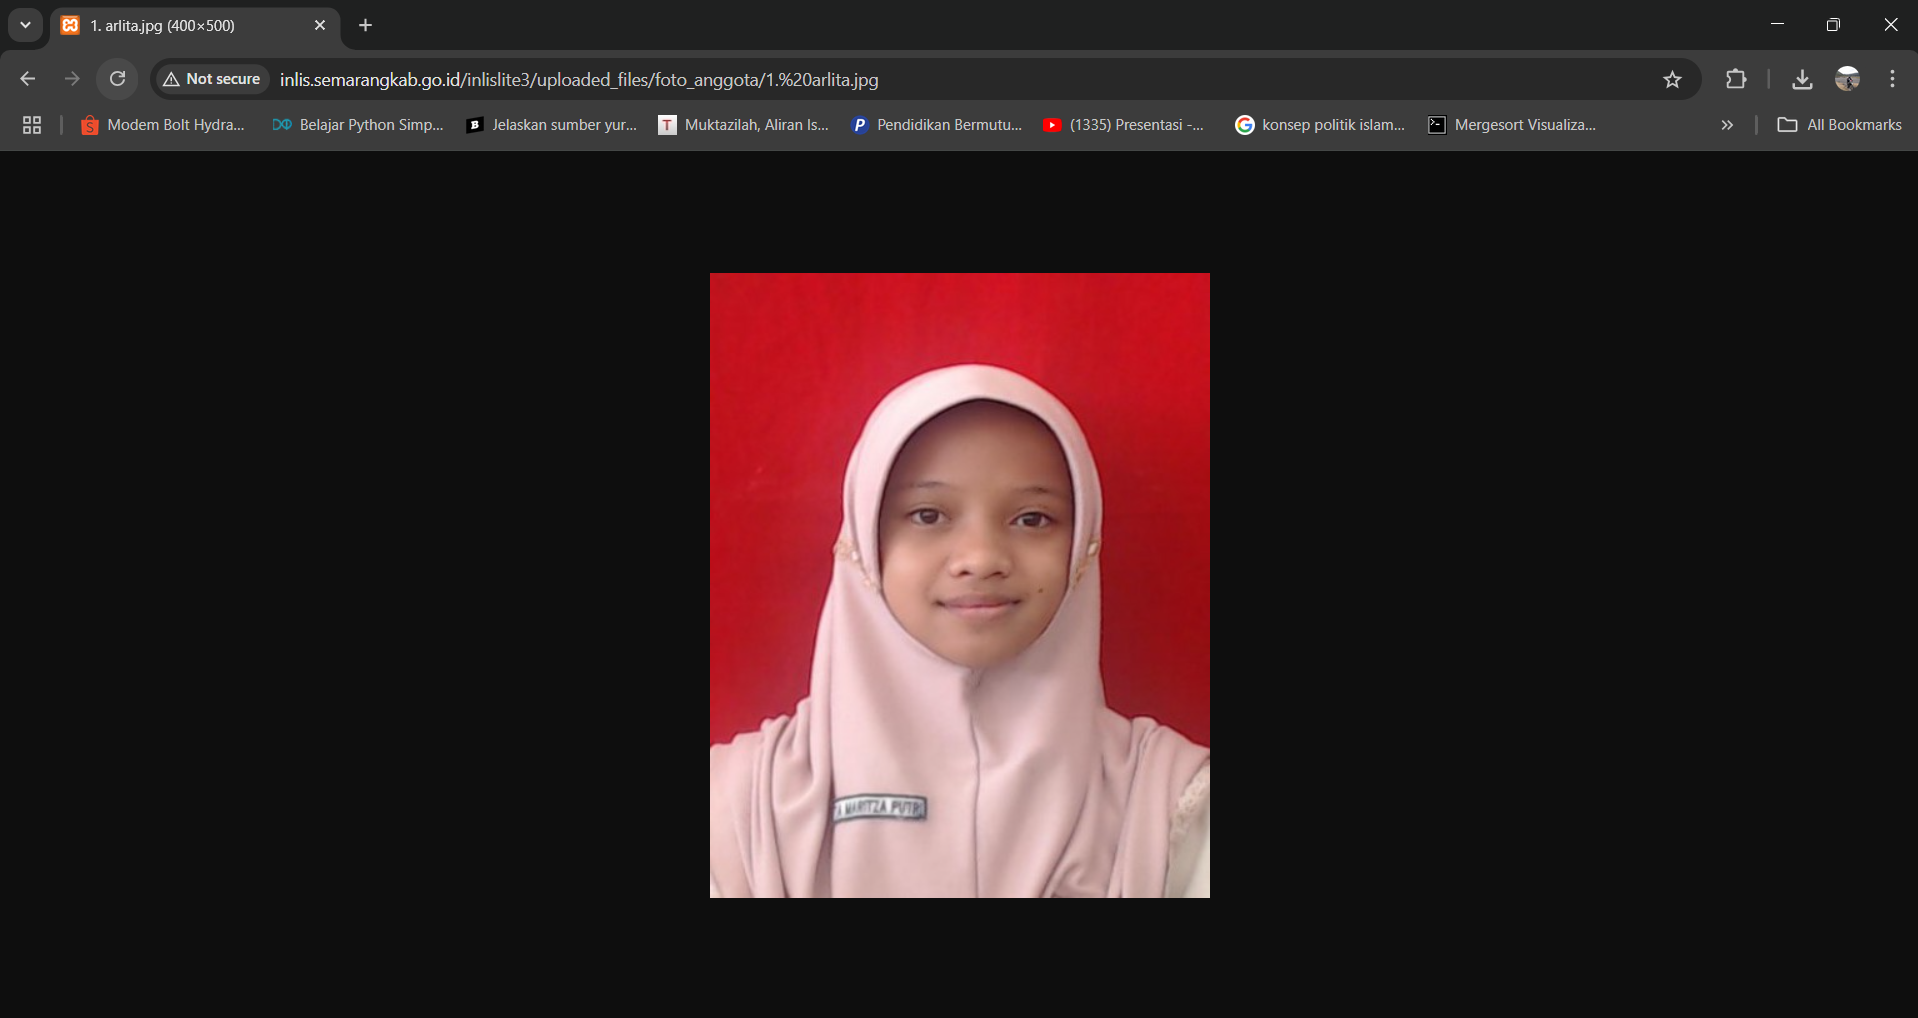 1. arlita.jpg (400×500)
Not secure
inlis.semarangkab.go.id/inlislite3/uploaded_files/foto_anggota/1.%20arlita.jpg
Modem Bolt Hydra...
Belajar Python Simp...
Jelaskan sumber yur...
Muktazilah, Aliran Is...
Pendidikan Bermutu...
(1335) Presentasi -...
konsep politik islam...
Mergesort Visualiza...
All Bookmarks
MARITZA PUTRI